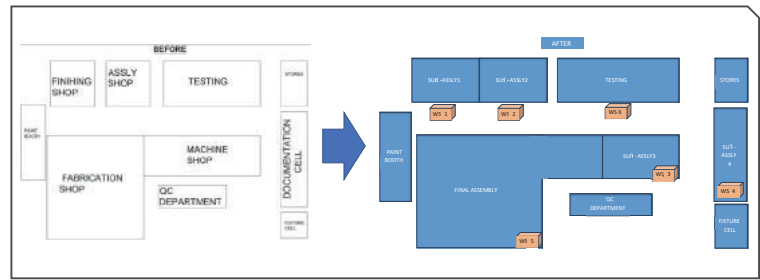 BEFORE
FINIHING
SHOP
ASSLY
SHOP
TESTING
STORES
PAINT
BOOTH
MACHINE
SHOP
FABRICATION
SHOP
DOCUMENTATION
CELL
QC
DEPARTMENT
FIXTURE
CELL
AFTER
SUB -ASSLY1
SUB -ASSLY2
TESTING
STORES
WS 1
WS 2
WS 6
PAINT
BOOTH
SUB -ASSLY3
WS 3
SUB -
ASSLY
4
WS 4
FINAL ASSEMBLY
QC
DEPARTMENT
FIXTURE
CELL
WS 5